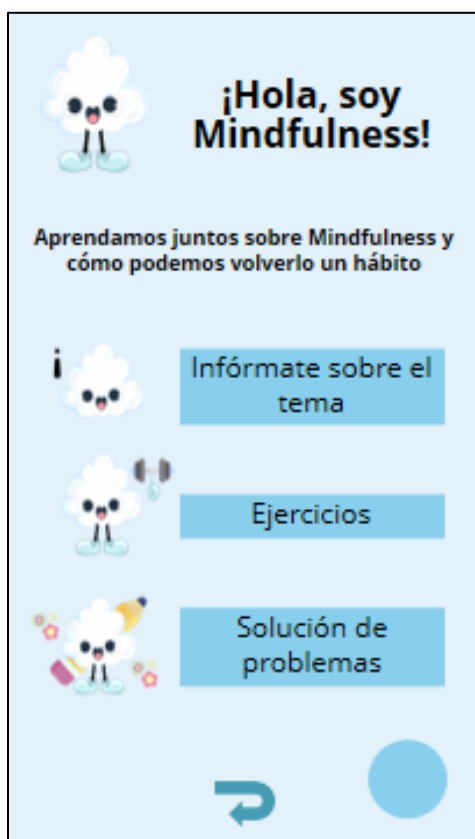 ¡Hola, soy
Mindfulness!
Aprendamos juntos sobre Mindfulness y
cómo podemos volverlo un hábito
¡
Infórmate sobre el
tema
Ejercicios
Solución de
problemas